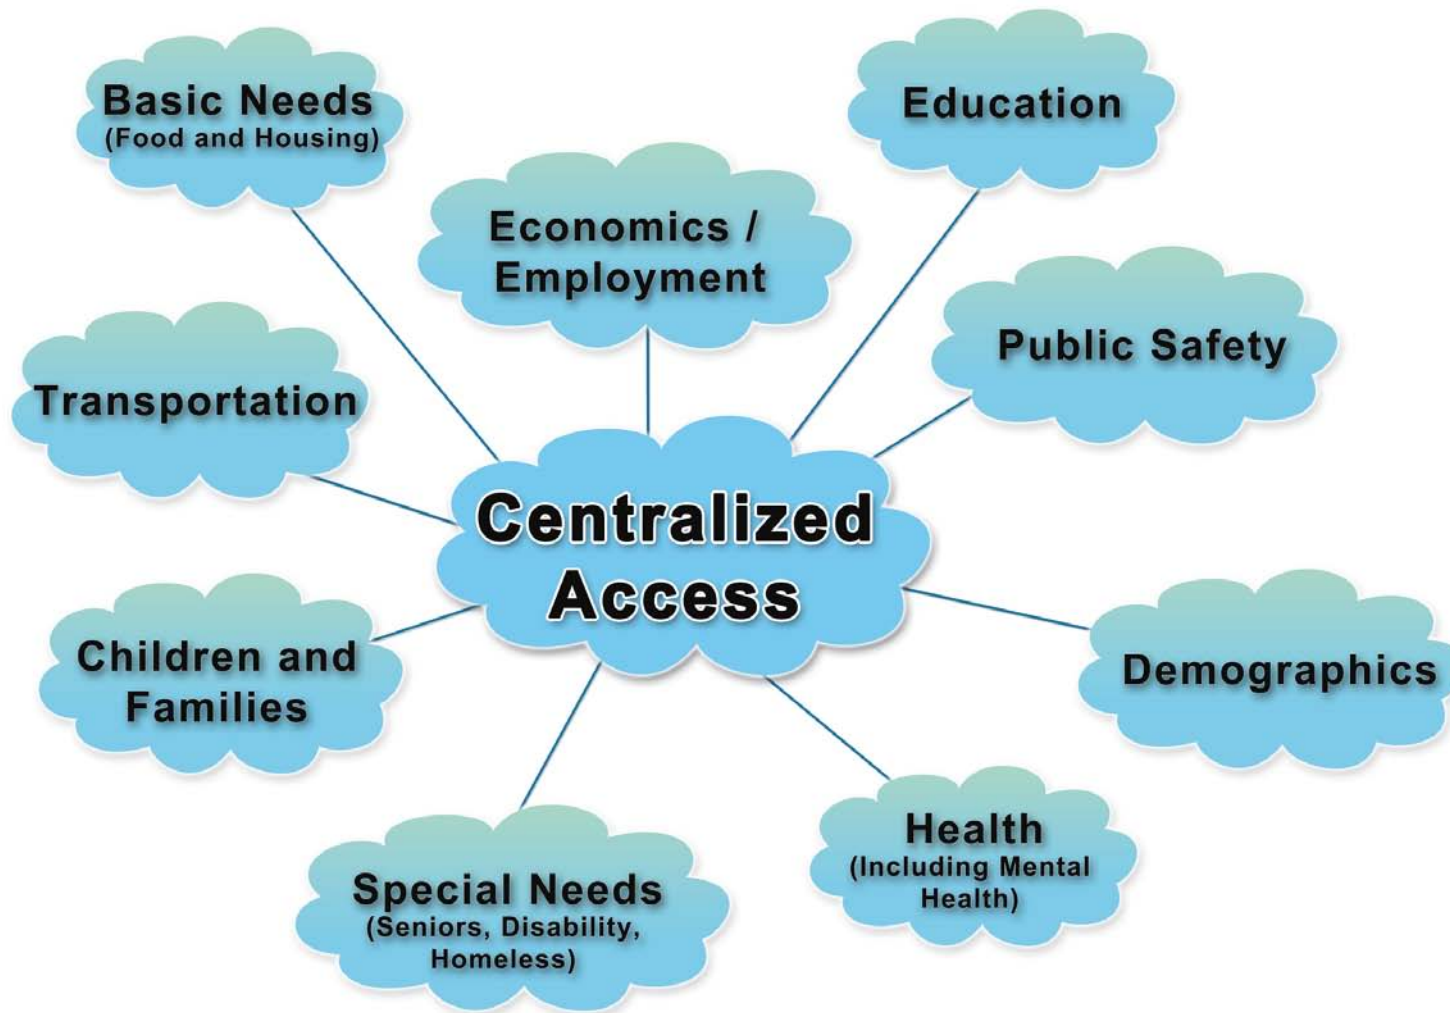 Basic Needs
(Food and Housing)
Education
Economics /
Employment
Public Safety
Transportation
Centralized
Access
Children and
Families
Demographics
Special Needs
(Seniors, Disability,
Homeless)
Health
(Including Mental
Health)